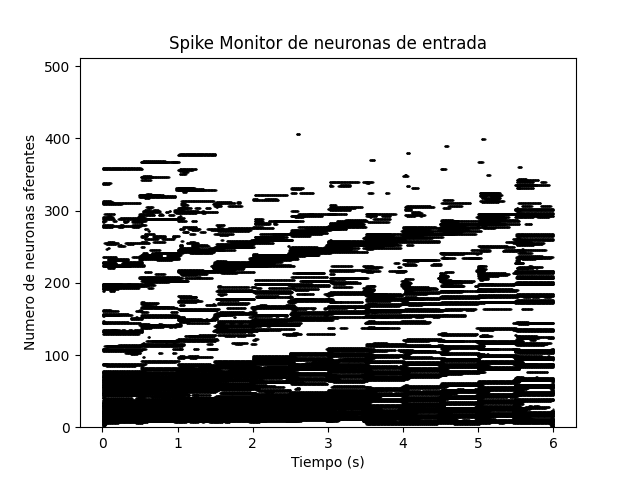 Spike Monitor de neuronas de entrada
500
400
300
200
100
0
Numero de neuronas aferentes
0 1 2 3 4 5 6
Tiempo (s)